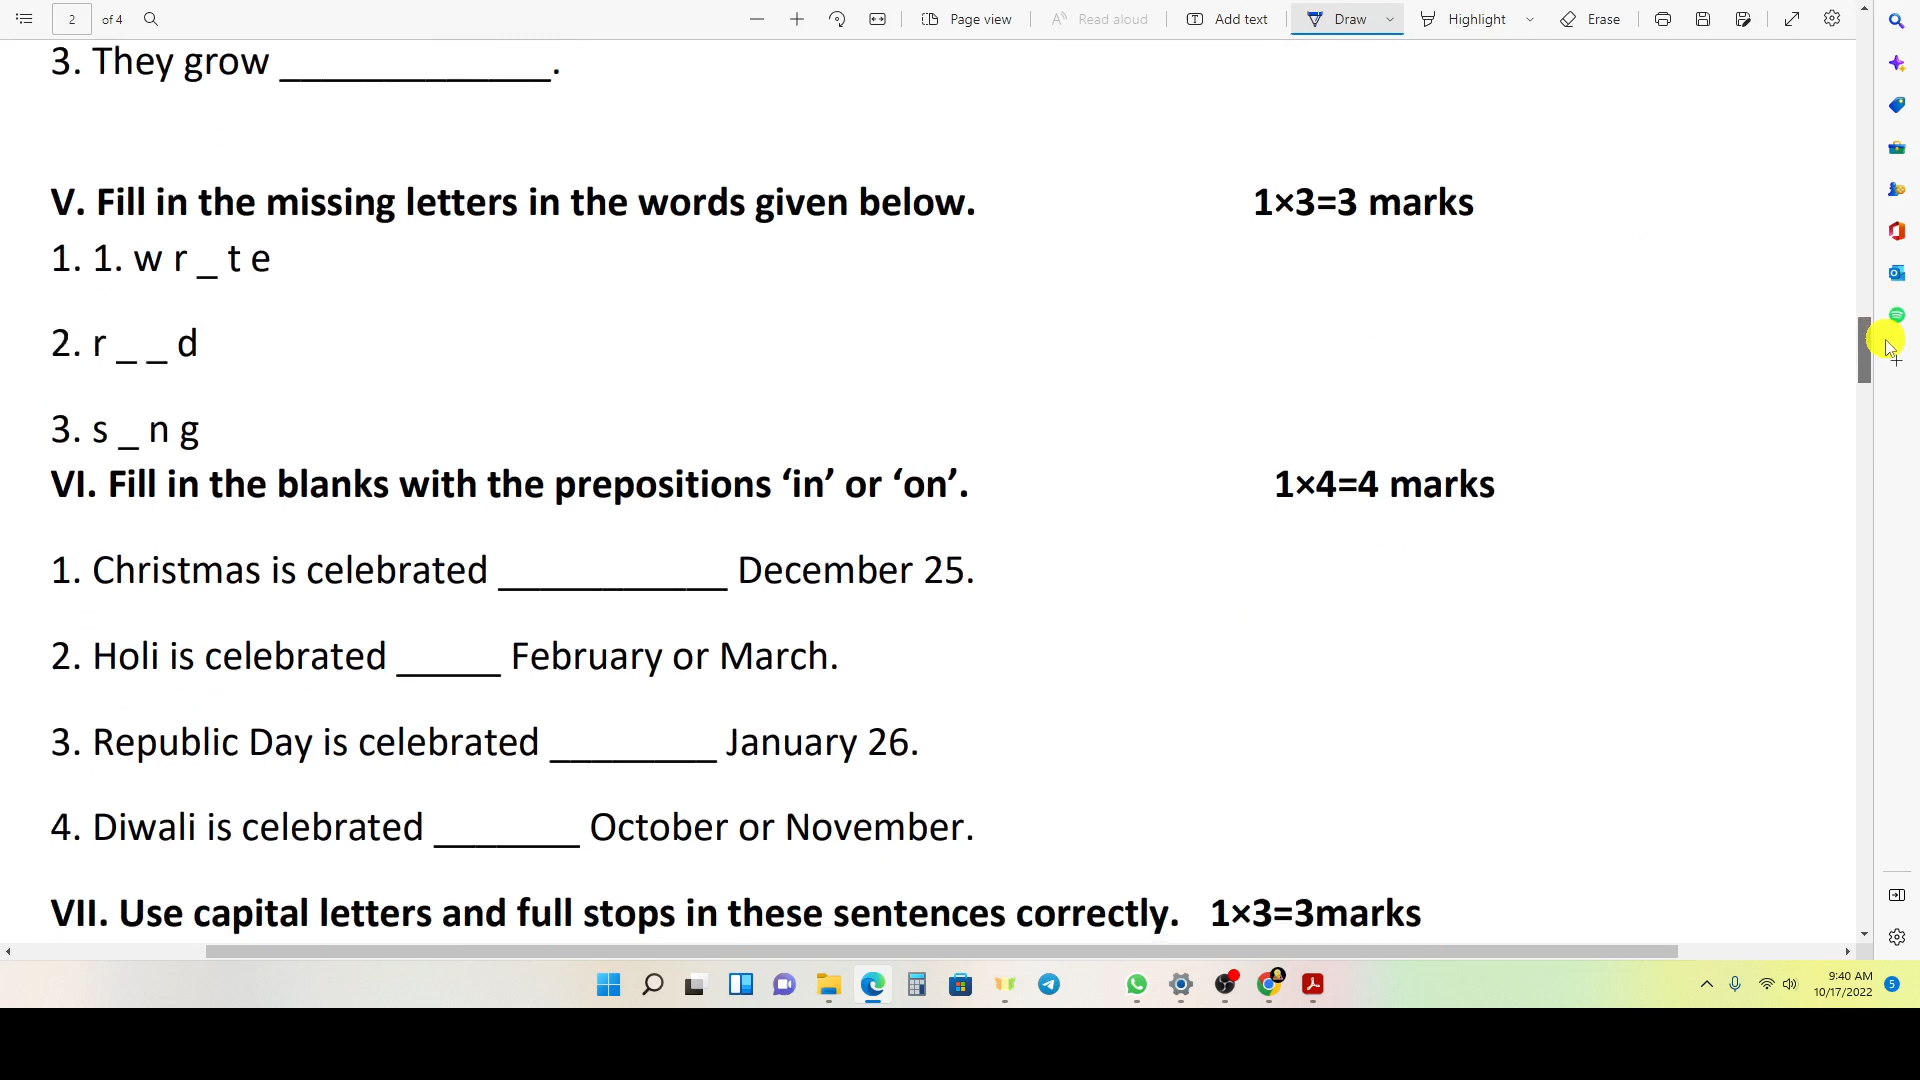 2 of 4 Page view Read aloud Add text Draw Highlight Erase
3. They grow _____________.
V. Fill in the missing letters in the words given below. 1×3=3 marks
1. 1. w r _ t e
2. r _ _ d
3. s _ n g
VI. Fill in the blanks with the prepositions ‘in’ or ‘on’. 1×4=4 marks
1. Christmas is celebrated ___________ December 25.
2. Holi is celebrated _____ February or March.
3. Republic Day is celebrated ________ January 26.
4. Diwali is celebrated _______ October or November.
VII. Use capital letters and full stops in these sentences correctly. 1×3=3marks
9:40 AM
10/17/2022 5